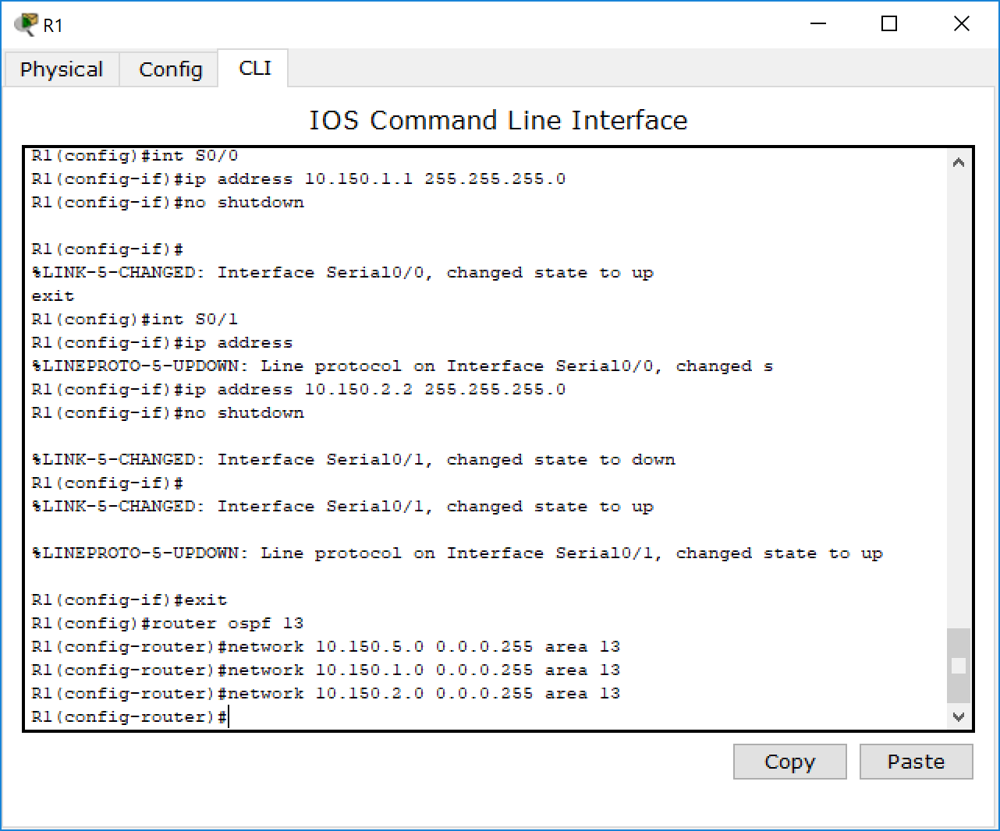 R1
Physical
Config
CLI
IOS Command Line Interface
R1(config)#int S0/0
R1(config-if)#ip address 10.150.1.1 255.255.255.0
R1(config-if)#no shutdown
R1(config-if)#
%LINK-5-CHANGED: Interface Serial0/0, changed state to up
exit
R1(config)#int S0/1
R1(config-if)#ip address
%LINEPROTO-5-UPDOWN: Line protocol on Interface Serial0/0, changed s
R1(config-if)#ip address 10.150.2.2 255.255.255.0
R1(config-if)#no shutdown
%LINK-5-CHANGED: Interface Serial0/1, changed state to down
R1(config-if)#
%LINK-5-CHANGED: Interface Serial0/1, changed state to up
%LINEPROTO-5-UPDOWN: Line protocol on Interface Serial0/1, changed state to up
R1(config-if)#exit
R1(config)#router ospf 13
R1(config-router)#network 10.150.5.0 0.0.0.255 area 13
R1(config-router)#network 10.150.1.0 0.0.0.255 area 13
R1(config-router)#network 10.150.2.0 0.0.0.255 area 13
R1(config-router)#
Copy
Paste